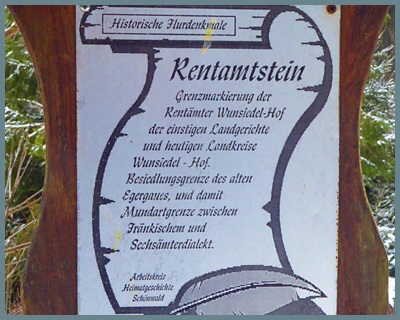 Historische Flurdenkmale
Rentamtstein
Grenzmarkierung der
Rentämter Wunsiedel-Hof
der einstigen Landgerichte
und heutigen Landkreise
Wunsiedel - Hof.
Besiedlungsgrenze des alten
Egergaues, und damit
Mundartgrenze zwischen
Fränkischem und
Sechsämterdialekt.
Arbeitskreis
Heimatgeschichte
Schönwald